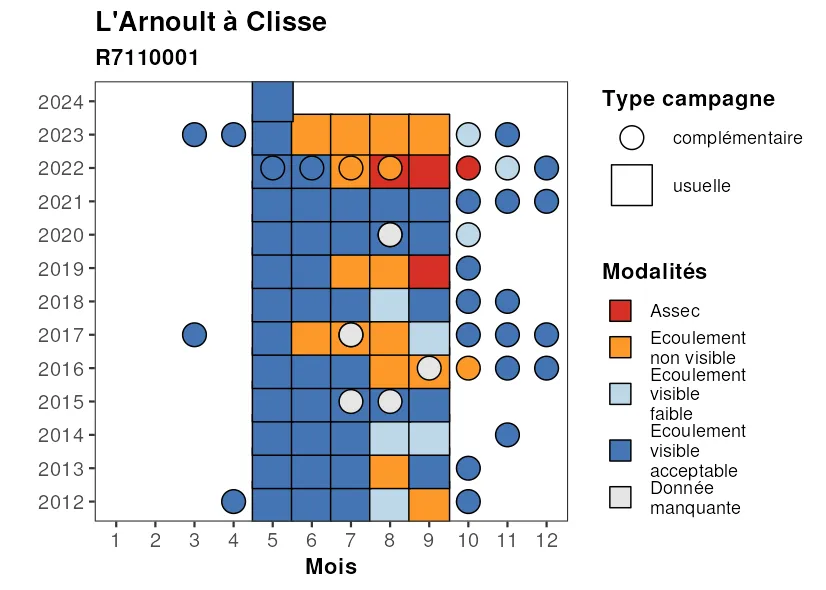 L'Arnoult à Clisse
R7110001
2024
2023
2022
2021
2020
2019
2018
2017
2016
2015
2014
2013
2012
1 2 3 4 5 6 7 8 9 10 11 12
Mois
Type campagne
complémentaire
usuelle
Modalités
Assec
Ecoulement
non visible
Ecoulement
visible
faible
Ecoulement
visible
acceptable
Donnée
manquante